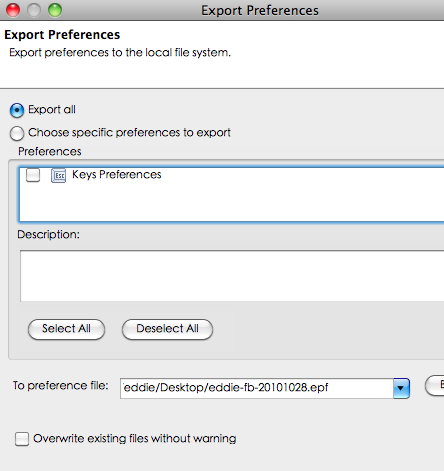 Export Preferences
Export Preferences
Export preferences to the local file system.
Export all
Choose specific preferences to export
Preferences
Esc Keys Preferences
Description:
Select All Deselect All
To preference file: eddie/Desktop/eddie-fb-20101028.epf
Overwrite existing files without warning